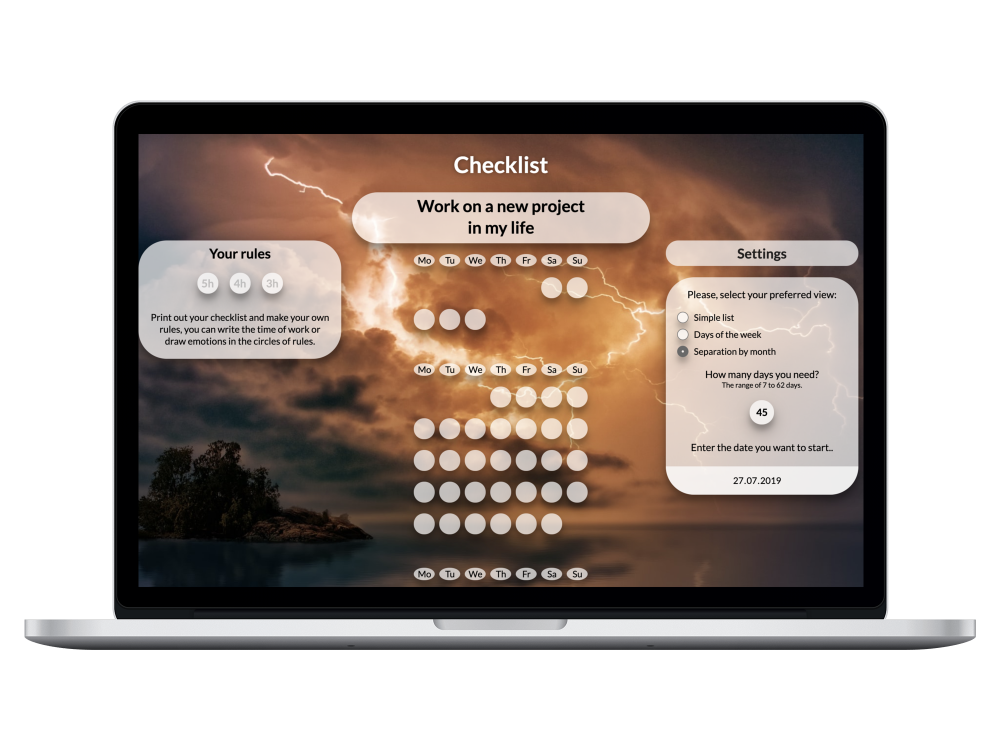 Checklist
Work on a new project
in my life
Your rules
5h 4h 3h
Print out your checklist and make your own
rules, you can write the time of work or
draw emotions in the circles of rules.
Mo Tu We Th Fr Sa Su
Mo Tu We Th Fr Sa Su
Mo Tu We Th Fr Sa Su
Settings
Please, select your preferred view:
Simple list
Days of the week
Separation by month
How many days you need?
The range of 7 to 62 days.
45
Enter the date you want to start..
27.07.2019